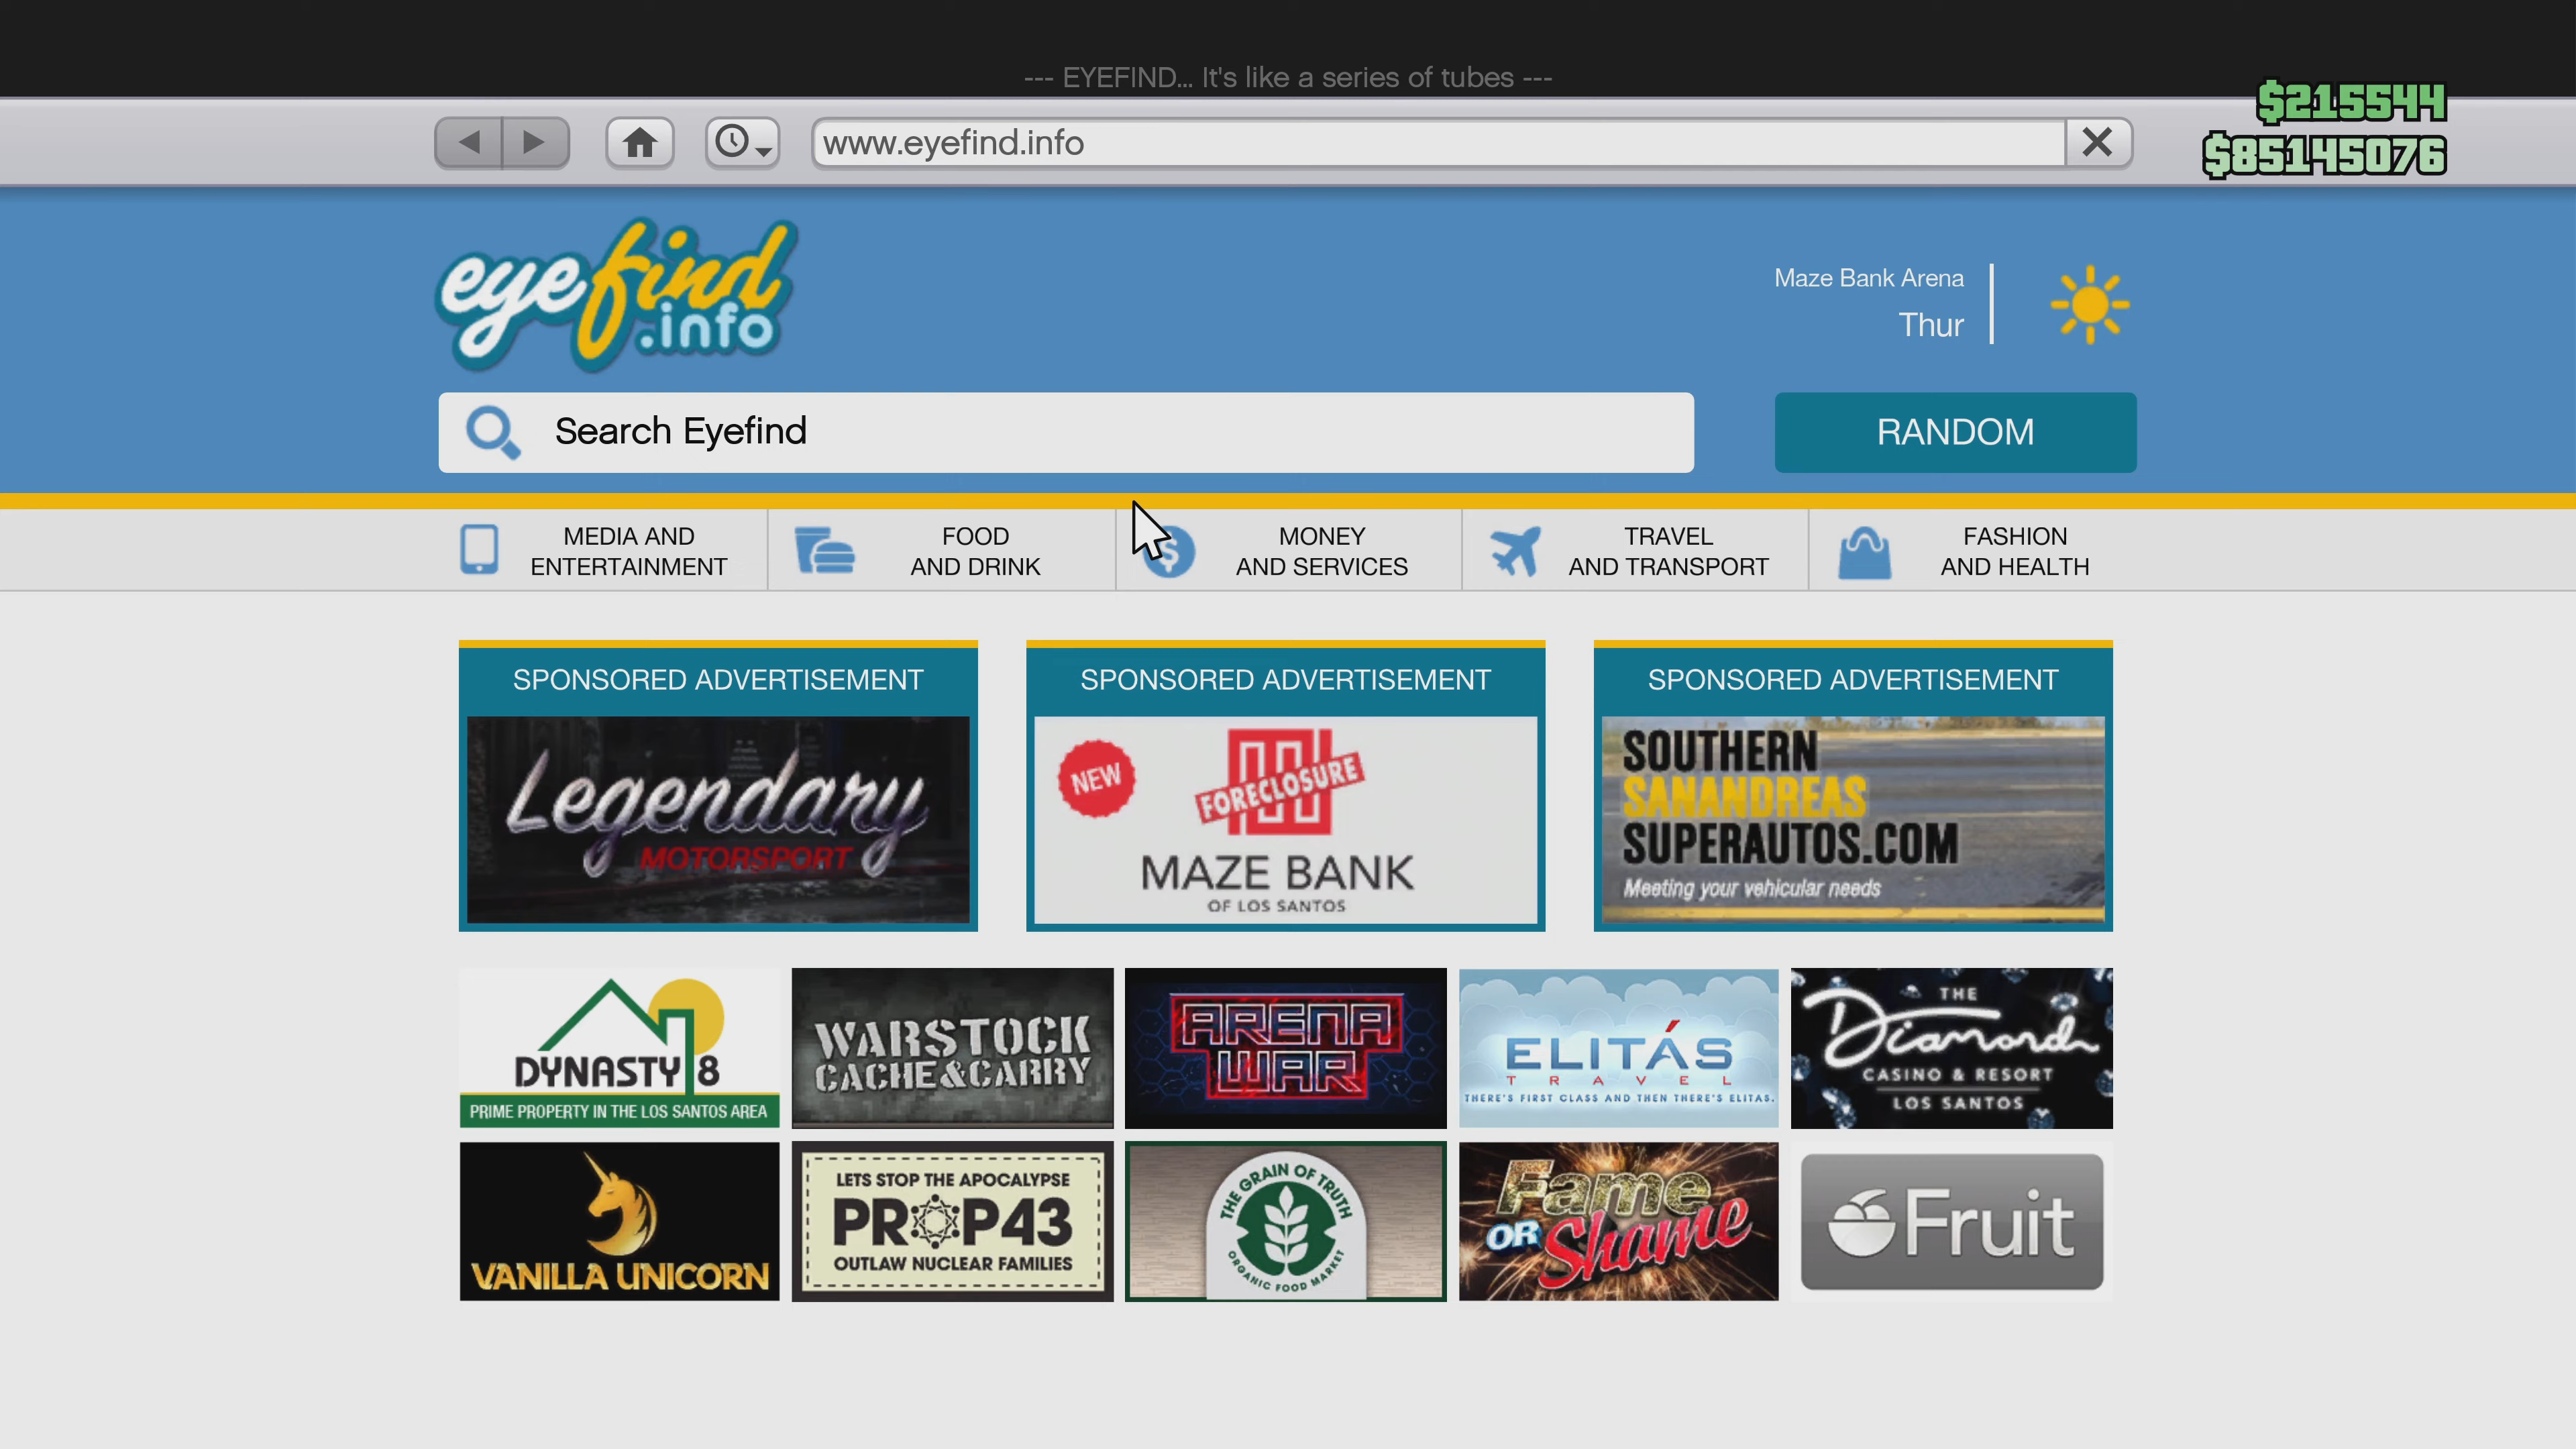 --- EYEFIND... It's like a series of tubes ---
$215544
www.eyefind.info
$85145076
eyefind
.info
Maze Bank Arena
Thur
Search Eyefind
RANDOM
MEDIA AND
ENTERTAINMENT
FOOD
AND DRINK
MONEY
AND SERVICES
TRAVEL
AND TRANSPORT
FASHION
AND HEALTH
SPONSORED ADVERTISEMENT
Legendary
MOTORSPORT
SPONSORED ADVERTISEMENT
NEW
FORECLOSURE
MAZE BANK
OF LOS SANTOS
SPONSORED ADVERTISEMENT
SOUTHERN
SANANDREAS
SUPERAUTOS.COM
Meeting your vehicular needs
DYNASTY 8
PRIME PROPERTY IN THE LOS SANTOS AREA
WARSTOCK
CACHE&CARRY
ARENA
WAR
ELITÁS
TRAVEL
THERE'S FIRST CLASS AND THEN THERE'S ELITAS.
THE
Diamond
CASINO & RESORT
LOS SANTOS
VANILLA UNICORN
LETS STOP THE APOCALYPSE
PROP43
OUTLAW NUCLEAR FAMILIES
THE GRAIN OF TRUTH
ORGANIC FOOD MARKET
Fame
OR Shame
Fruit